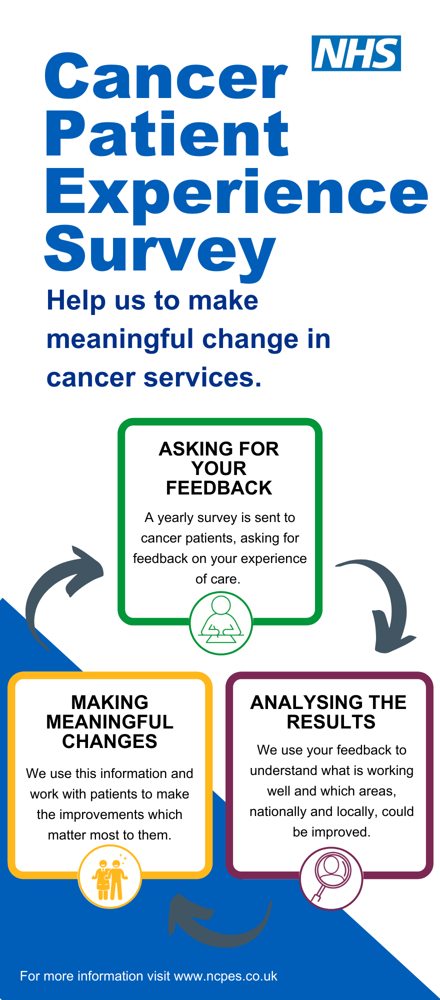 NHS
Cancer
Patient
Experience
Survey
Help us to make
meaningful change in
cancer services.
ASKING FOR
YOUR
FEEDBACK
A yearly survey is sent to
cancer patients, asking for
feedback on your experience
of care.
MAKING
MEANINGFUL
CHANGES
We use this information and
work with patients to make
the improvements which
matter most to them.
ANALYSING THE
RESULTS
We use your feedback to
understand what is working
well and which areas,
nationally and locally, could
be improved.
For more information visit www.ncpes.co.uk